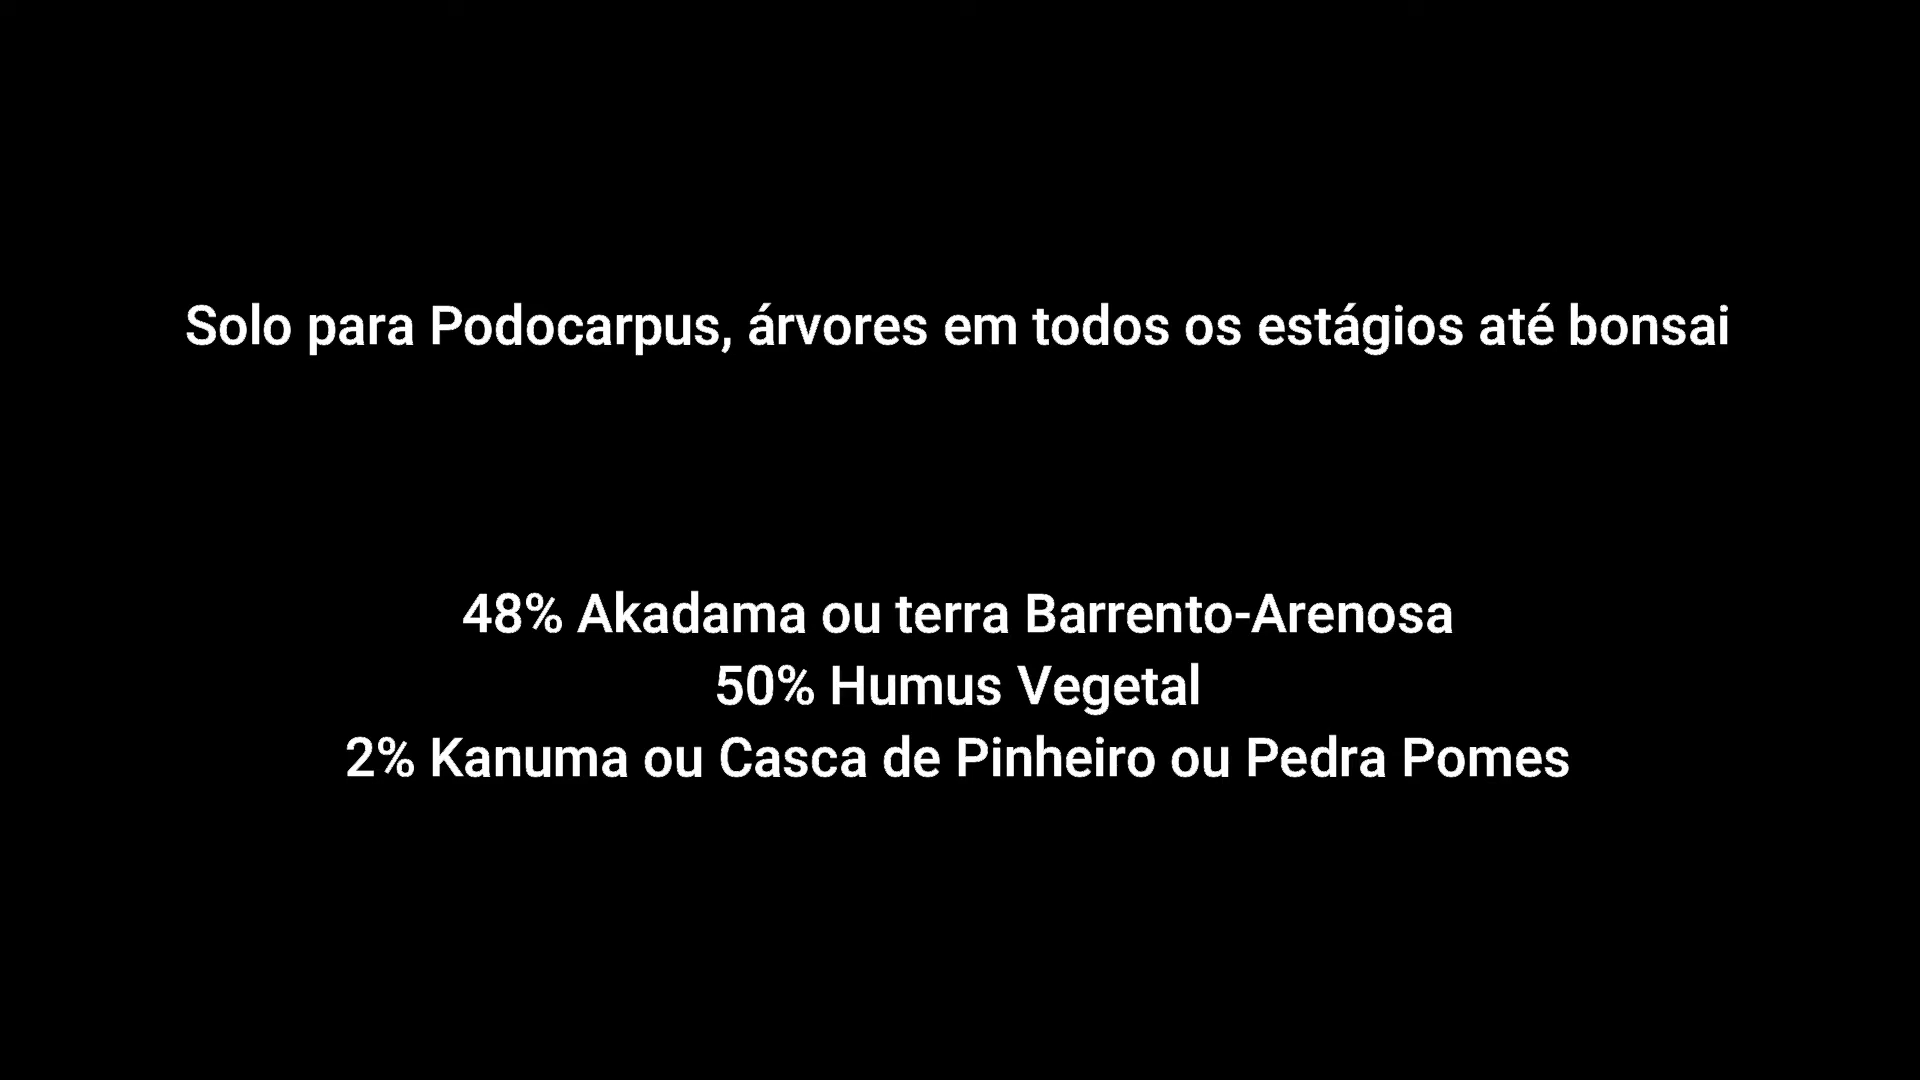 Solo para Podocarpus, árvores em todos os estágios até bonsai
48% Akadama ou terra Barrento-Arenosa
50% Humus Vegetal
2% Kanuma ou Casca de Pinheiro ou Pedra Pomes